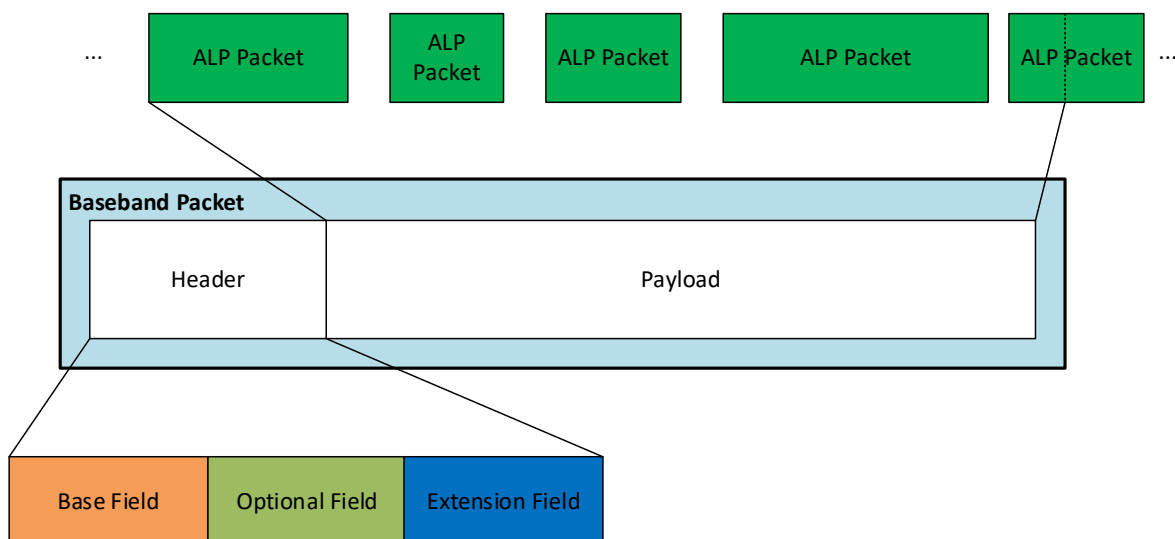 ...
ALP Packet
ALP
Packet
ALP Packet
ALP Packet
ALP Packet
...
Baseband Packet
Header
Payload
Base Field
Optional Field
Extension Field